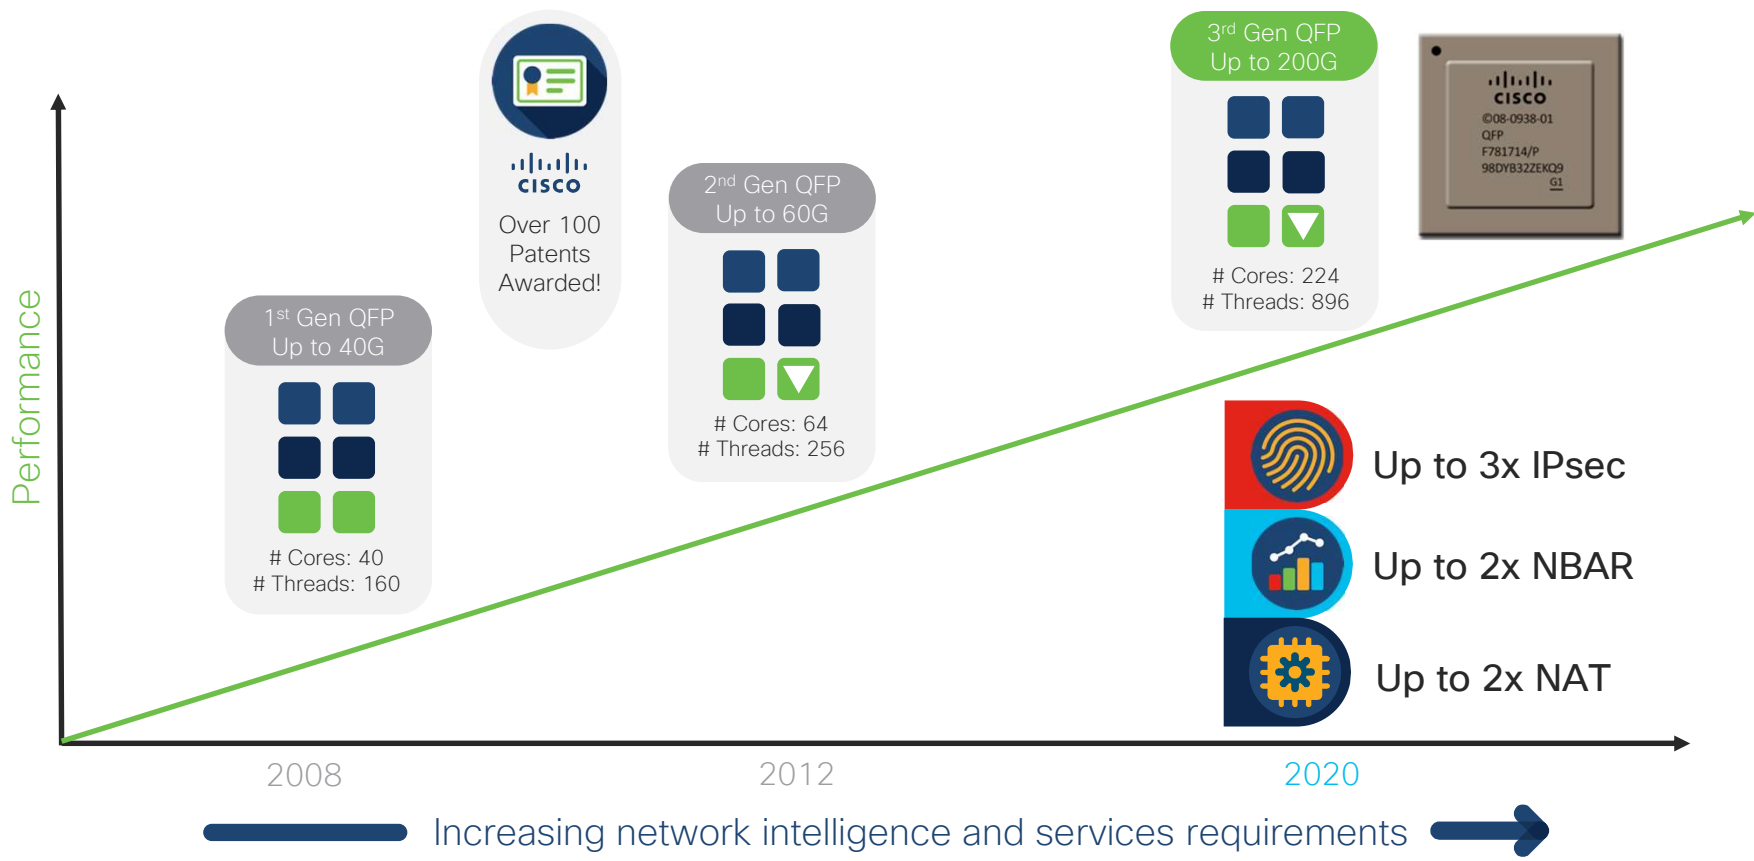 Performance
1st Gen QFP
Up to 40G
# Cores: 40
# Threads: 160
CISCO
Over 100
Patents
Awarded!
2nd Gen QFP
Up to 60G
# Cores: 64
# Threads: 256
3rd Gen QFP
Up to 200G
# Cores: 224
# Threads: 896
CISCO
©08-0938-01
QFP
F781714/P
98DYB32ZEKQ9
G1
Up to 3x IPsec
Up to 2x NBAR
Up to 2x NAT
2008
2012
2020
Increasing network intelligence and services requirements